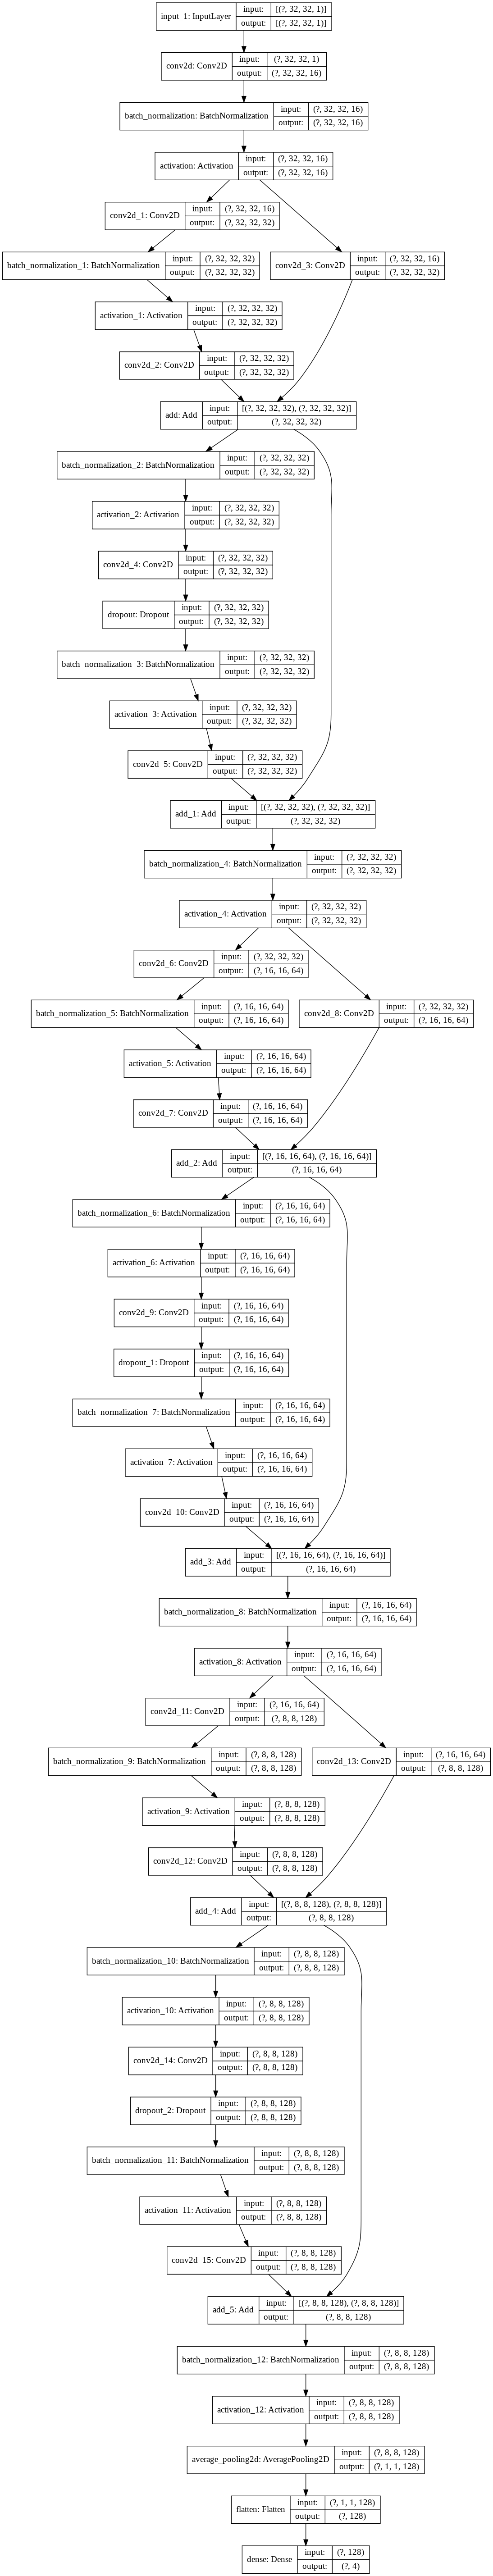 input_1: InputLayer
input: [(?, 32, 32, 1)]
output: [(?, 32, 32, 1)]
conv2d: Conv2D
input: (?, 32, 32, 1)
output: (?, 32, 32, 16)
batch_normalization: BatchNormalization
input: (?, 32, 32, 16)
output: (?, 32, 32, 16)
activation: Activation
input: (?, 32, 32, 16)
output: (?, 32, 32, 16)
conv2d_1: Conv2D
input: (?, 32, 32, 16)
output: (?, 32, 32, 32)
batch_normalization_1: BatchNormalization
input: (?, 32, 32, 32)
output: (?, 32, 32, 32)
conv2d_3: Conv2D
input: (?, 32, 32, 16)
output: (?, 32, 32, 32)
activation_1: Activation
input: (?, 32, 32, 32)
output: (?, 32, 32, 32)
conv2d_2: Conv2D
input: (?, 32, 32, 32)
output: (?, 32, 32, 32)
add: Add
input: [(?, 32, 32, 32), (?, 32, 32, 32)]
output: (?, 32, 32, 32)
batch_normalization_2: BatchNormalization
input: (?, 32, 32, 32)
output: (?, 32, 32, 32)
activation_2: Activation
input: (?, 32, 32, 32)
output: (?, 32, 32, 32)
conv2d_4: Conv2D
input: (?, 32, 32, 32)
output: (?, 32, 32, 32)
dropout: Dropout
input: (?, 32, 32, 32)
output: (?, 32, 32, 32)
batch_normalization_3: BatchNormalization
input: (?, 32, 32, 32)
output: (?, 32, 32, 32)
activation_3: Activation
input: (?, 32, 32, 32)
output: (?, 32, 32, 32)
conv2d_5: Conv2D
input: (?, 32, 32, 32)
output: (?, 32, 32, 32)
add_1: Add
input: [(?, 32, 32, 32), (?, 32, 32, 32)]
output: (?, 32, 32, 32)
batch_normalization_4: BatchNormalization
input: (?, 32, 32, 32)
output: (?, 32, 32, 32)
activation_4: Activation
input: (?, 32, 32, 32)
output: (?, 32, 32, 32)
conv2d_6: Conv2D
input: (?, 32, 32, 32)
output: (?, 16, 16, 64)
batch_normalization_5: BatchNormalization
input: (?, 16, 16, 64)
output: (?, 16, 16, 64)
conv2d_8: Conv2D
input: (?, 32, 32, 32)
output: (?, 16, 16, 64)
activation_5: Activation
input: (?, 16, 16, 64)
output: (?, 16, 16, 64)
conv2d_7: Conv2D
input: (?, 16, 16, 64)
output: (?, 16, 16, 64)
add_2: Add
input: [(?, 16, 16, 64), (?, 16, 16, 64)]
output: (?, 16, 16, 64)
batch_normalization_6: BatchNormalization
input: (?, 16, 16, 64)
output: (?, 16, 16, 64)
activation_6: Activation
input: (?, 16, 16, 64)
output: (?, 16, 16, 64)
conv2d_9: Conv2D
input: (?, 16, 16, 64)
output: (?, 16, 16, 64)
dropout_1: Dropout
input: (?, 16, 16, 64)
output: (?, 16, 16, 64)
batch_normalization_7: BatchNormalization
input: (?, 16, 16, 64)
output: (?, 16, 16, 64)
activation_7: Activation
input: (?, 16, 16, 64)
output: (?, 16, 16, 64)
conv2d_10: Conv2D
input: (?, 16, 16, 64)
output: (?, 16, 16, 64)
add_3: Add
input: [(?, 16, 16, 64), (?, 16, 16, 64)]
output: (?, 16, 16, 64)
batch_normalization_8: BatchNormalization
input: (?, 16, 16, 64)
output: (?, 16, 16, 64)
activation_8: Activation
input: (?, 16, 16, 64)
output: (?, 16, 16, 64)
conv2d_11: Conv2D
input: (?, 16, 16, 64)
output: (?, 8, 8, 128)
batch_normalization_9: BatchNormalization
input: (?, 8, 8, 128)
output: (?, 8, 8, 128)
conv2d_13: Conv2D
input: (?, 16, 16, 64)
output: (?, 8, 8, 128)
activation_9: Activation
input: (?, 8, 8, 128)
output: (?, 8, 8, 128)
conv2d_12: Conv2D
input: (?, 8, 8, 128)
output: (?, 8, 8, 128)
add_4: Add
input: [(?, 8, 8, 128), (?, 8, 8, 128)]
output: (?, 8, 8, 128)
batch_normalization_10: BatchNormalization
input: (?, 8, 8, 128)
output: (?, 8, 8, 128)
activation_10: Activation
input: (?, 8, 8, 128)
output: (?, 8, 8, 128)
conv2d_14: Conv2D
input: (?, 8, 8, 128)
output: (?, 8, 8, 128)
dropout_2: Dropout
input: (?, 8, 8, 128)
output: (?, 8, 8, 128)
batch_normalization_11: BatchNormalization
input: (?, 8, 8, 128)
output: (?, 8, 8, 128)
activation_11: Activation
input: (?, 8, 8, 128)
output: (?, 8, 8, 128)
conv2d_15: Conv2D
input: (?, 8, 8, 128)
output: (?, 8, 8, 128)
add_5: Add
input: [(?, 8, 8, 128), (?, 8, 8, 128)]
output: (?, 8, 8, 128)
batch_normalization_12: BatchNormalization
input: (?, 8, 8, 128)
output: (?, 8, 8, 128)
activation_12: Activation
input: (?, 8, 8, 128)
output: (?, 8, 8, 128)
average_pooling2d: AveragePooling2D
input: (?, 8, 8, 128)
output: (?, 1, 1, 128)
flatten: Flatten
input: (?, 1, 1, 128)
output: (?, 128)
dense: Dense
input: (?, 128)
output: (?, 4)